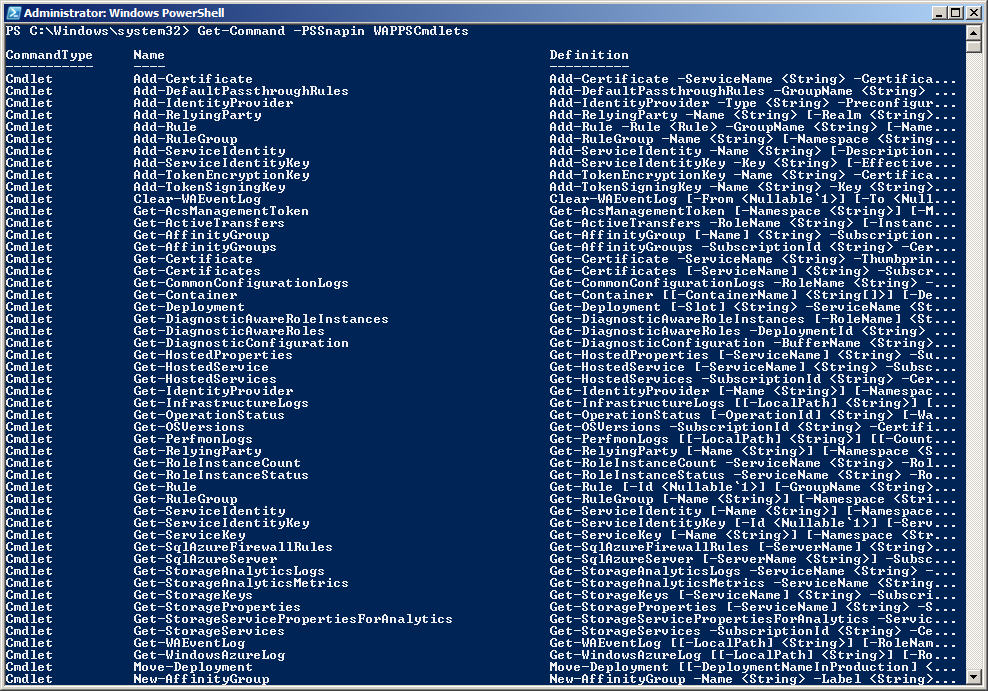 Administrator: Windows PowerShell
PS C:\Windows\system32> Get-Command -PSSnapin WAPPSCmdlets
CommandType Name Definition
----------- ---- ----------
Cmdlet Add-Certificate Add-Certificate -ServiceName <String> -Certifica...
Cmdlet Add-DefaultPassthroughRules Add-DefaultPassthroughRules -GroupName <String> ...
Cmdlet Add-IdentityProvider Add-IdentityProvider -Type <String> -Preconfigur...
Cmdlet Add-RelyingParty Add-RelyingParty -Name <String> [-Realm <String>...
Cmdlet Add-Rule Add-Rule -Rule <Rule> -GroupName <String> [-Name...
Cmdlet Add-RuleGroup Add-RuleGroup -Name <String> [-Namespace <String...
Cmdlet Add-ServiceIdentity Add-ServiceIdentity -Name <String> [-Description...
Cmdlet Add-ServiceIdentityKey Add-ServiceIdentityKey -Key <String> [-Effective...
Cmdlet Add-TokenEncryptionKey Add-TokenEncryptionKey -Name <String> -Certifica...
Cmdlet Add-TokenSigningKey Add-TokenSigningKey -Name <String> -Key <String>...
Cmdlet Clear-WAEventLog Clear-WAEventLog [-From <Nullable`1>] [-To <Null...
Cmdlet Get-AcsManagementToken Get-AcsManagementToken [-Namespace <String>] [-M...
Cmdlet Get-ActiveTransfers Get-ActiveTransfers -RoleName <String> [-Instanc...
Cmdlet Get-AffinityGroup Get-AffinityGroup [-Name] <String> -Subscription...
Cmdlet Get-AffinityGroups Get-AffinityGroups -SubscriptionId <String> -Cer...
Cmdlet Get-Certificate Get-Certificate -ServiceName <String> -Thumbprin...
Cmdlet Get-Certificates Get-Certificates [-ServiceName] <String> -Subscr...
Cmdlet Get-CommonConfigurationLogs Get-CommonConfigurationLogs -RoleName <String> -...
Cmdlet Get-Container Get-Container [[-ContainerName] <String[]>] [-De...
Cmdlet Get-Deployment Get-Deployment [-Slot] <String> -ServiceName <St...
Cmdlet Get-DiagnosticAwareRoleInstances Get-DiagnosticAwareRoleInstances [-RoleName] <St...
Cmdlet Get-DiagnosticAwareRoles Get-DiagnosticAwareRoles -DeploymentId <String> ...
Cmdlet Get-DiagnosticConfiguration Get-DiagnosticConfiguration -BufferName <String>...
Cmdlet Get-HostedProperties Get-HostedProperties [-ServiceName] <String> -Su...
Cmdlet Get-HostedService Get-HostedService [-ServiceName] <String> -Subsc...
Cmdlet Get-HostedServices Get-HostedServices -SubscriptionId <String> -Cer...
Cmdlet Get-IdentityProvider Get-IdentityProvider [-Name <String>] [-Namespac...
Cmdlet Get-InfrastructureLogs Get-InfrastructureLogs [[-LocalPath] <String>] [...
Cmdlet Get-OperationStatus Get-OperationStatus [-OperationId] <String> [-Wa...
Cmdlet Get-OSVersions Get-OSVersions -SubscriptionId <String> -Certifi...
Cmdlet Get-PerfmonLogs Get-PerfmonLogs [[-LocalPath] <String>] [[-Count...
Cmdlet Get-RelyingParty Get-RelyingParty [-Name <String>] [-Namespace <S...
Cmdlet Get-RoleInstanceCount Get-RoleInstanceCount -ServiceName <String> -Rol...
Cmdlet Get-RoleInstanceStatus Get-RoleInstanceStatus -ServiceName <String> -Ro...
Cmdlet Get-Rule Get-Rule [-Id <Nullable`1>] [-GroupName <String>...
Cmdlet Get-RuleGroup Get-RuleGroup [-Name <String>] [-Namespace <Stri...
Cmdlet Get-ServiceIdentity Get-ServiceIdentity [-Name <String>] [-Namespace...
Cmdlet Get-ServiceIdentityKey Get-ServiceIdentityKey [-Id <Nullable`1>] [-Serv...
Cmdlet Get-ServiceKey Get-ServiceKey [-Name <String>] [-Namespace <Str...
Cmdlet Get-SqlAzureFirewallRules Get-SqlAzureFirewallRules [-ServerName] <String>...
Cmdlet Get-SqlAzureServer Get-SqlAzureServer [-ServerName] <String>] -Subsc...
Cmdlet Get-StorageAnalyticsLogs Get-StorageAnalyticsLogs -ServiceName <String> -...
Cmdlet Get-StorageAnalyticsMetrics Get-StorageAnalyticsMetrics -ServiceName <String...
Cmdlet Get-StorageKeys Get-StorageKeys [-ServiceName] <String> -Subscri...
Cmdlet Get-StorageProperties Get-StorageProperties [-ServiceName] <String> -S...
Cmdlet Get-StorageServicePropertiesForAnalytics Get-StorageServicePropertiesForAnalytics -Servic...
Cmdlet Get-StorageServices Get-StorageServices -SubscriptionId <String> -Ce...
Cmdlet Get-WAEventLog Get-WAEventLog [[-LocalPath] <String>] [-RoleNam...
Cmdlet Get-WindowsAzureLog Get-WindowsAzureLog [[-LocalPath] <String>] [-Ro...
Cmdlet Move-Deployment Move-Deployment [[-DeploymentNameInProduction] <...
Cmdlet New-AffinityGroup New-AffinityGroup -Name <String> -Label <String>...